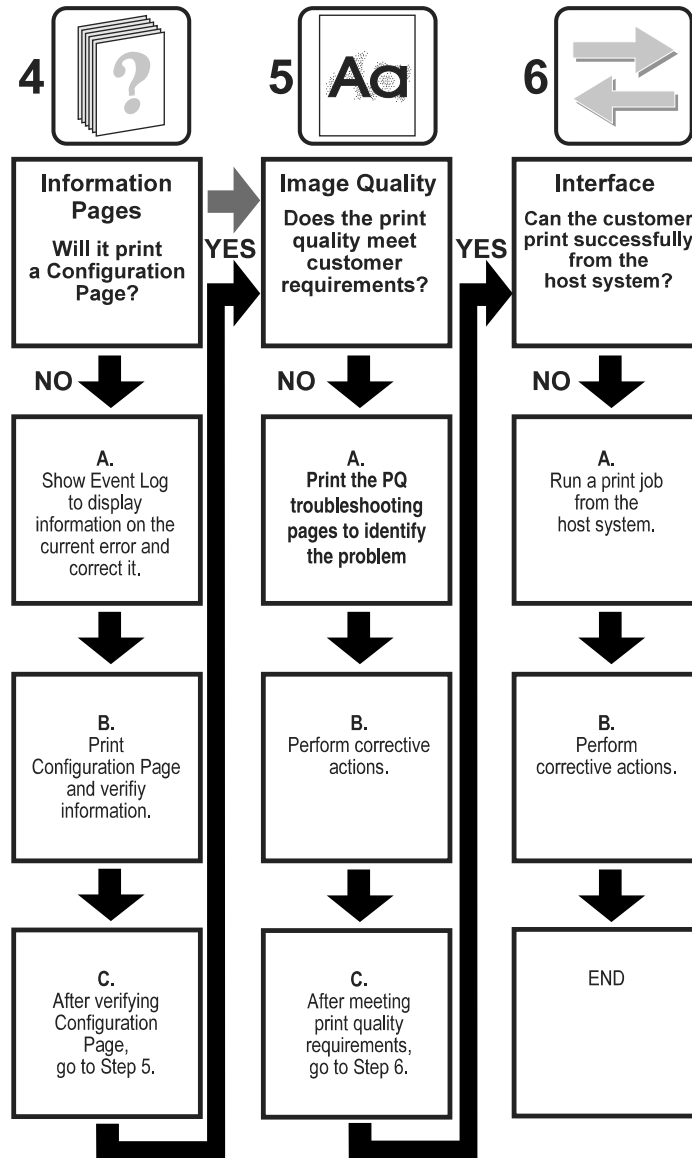 4
?
Information
Pages
Will it print
a Configuration
Page?
YES
NO
A.
Show Event Log
to display
information on the
current error and
correct it.
B.
Print
Configuration Page
and verifiy
information.
C.
After verifying
Configuration
Page,
go to Step 5.
5
Aa
Image Quality
Does the print
quality meet
customer
requirements?
YES
NO
A.
Print the PQ
troubleshooting
pages to identify
the problem
B.
Perform corrective
actions.
C.
After meeting
print quality
requirements,
go to Step 6.
6
Interface
Can the customer
print successfully
from the
host system?
NO
A.
Run a print job
from the
host system.
B.
Perform
corrective actions.
END